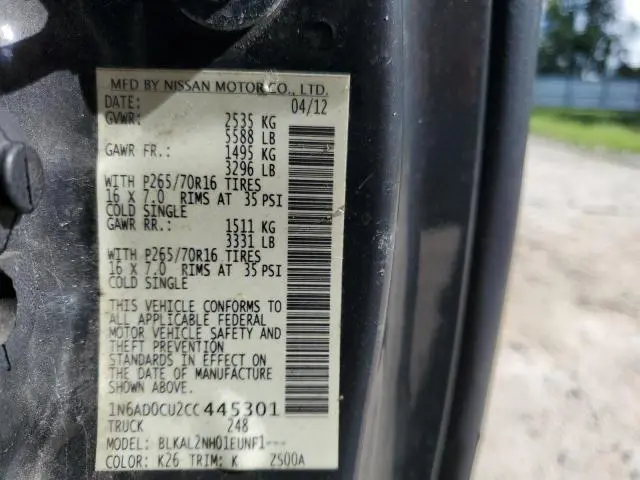 MFD BY NISSAN MOTOR CO., LTD.
DATE: 04/12
GVWR: 2535 KG
5588 LB
GAWR FR.: 1495 KG
3296 LB
WITH P265/70R16 TIRES
16 X 7.0 RIMS AT 35 PSI
COLD SINGLE
GAWR RR.: 1511 KG
3331 LB
WITH P265/70R16 TIRES
16 X 7.0 RIMS AT 35 PSI
COLD SINGLE
THIS VEHICLE CONFORMS TO
ALL APPLICABLE FEDERAL
MOTOR VEHICLE SAFETY AND
THEFT PREVENTION
STANDARDS IN EFFECT ON
THE DATE OF MANUFACTURE
SHOWN ABOVE.
1N6AD0CU2CC445301
TRUCK 248
MODEL: BLKAL2NH01EUNF1---
COLOR: K26 TRIM: K 2S00A